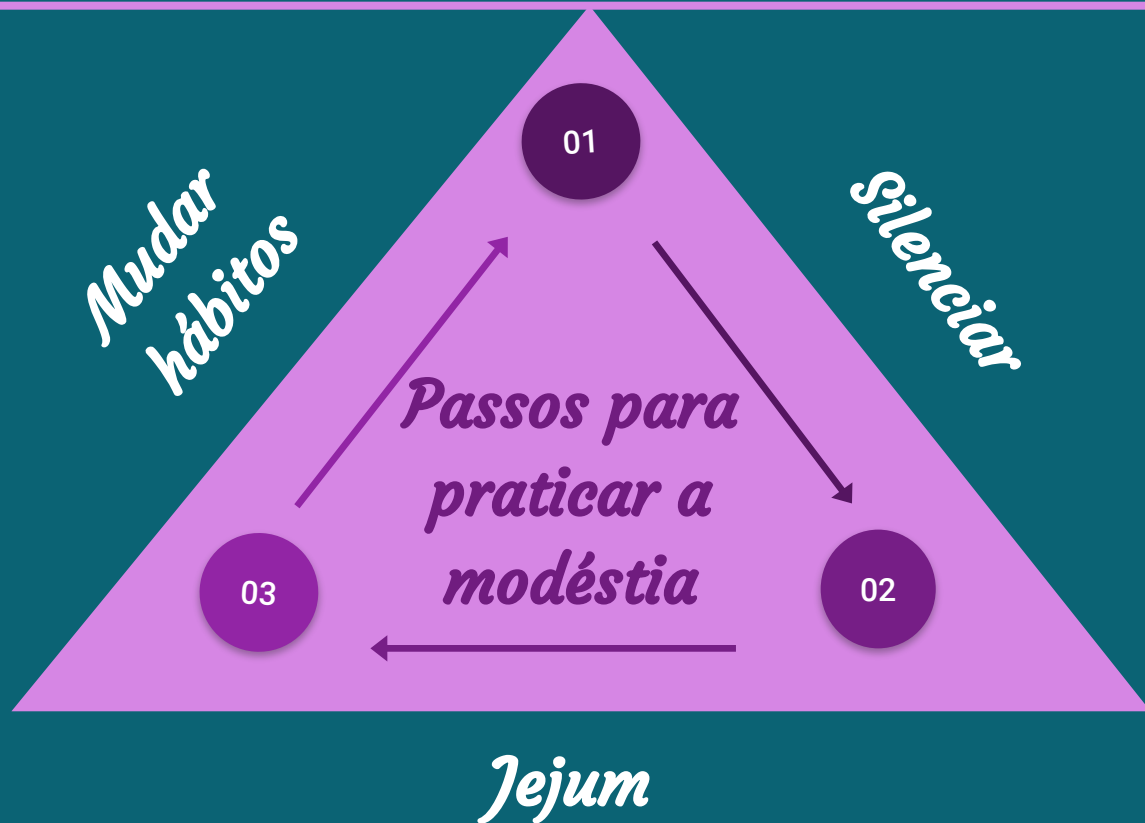 01
Mudar
hábitos
Silenciar
Passos para
praticar a
modéstia
03
02
Jejum